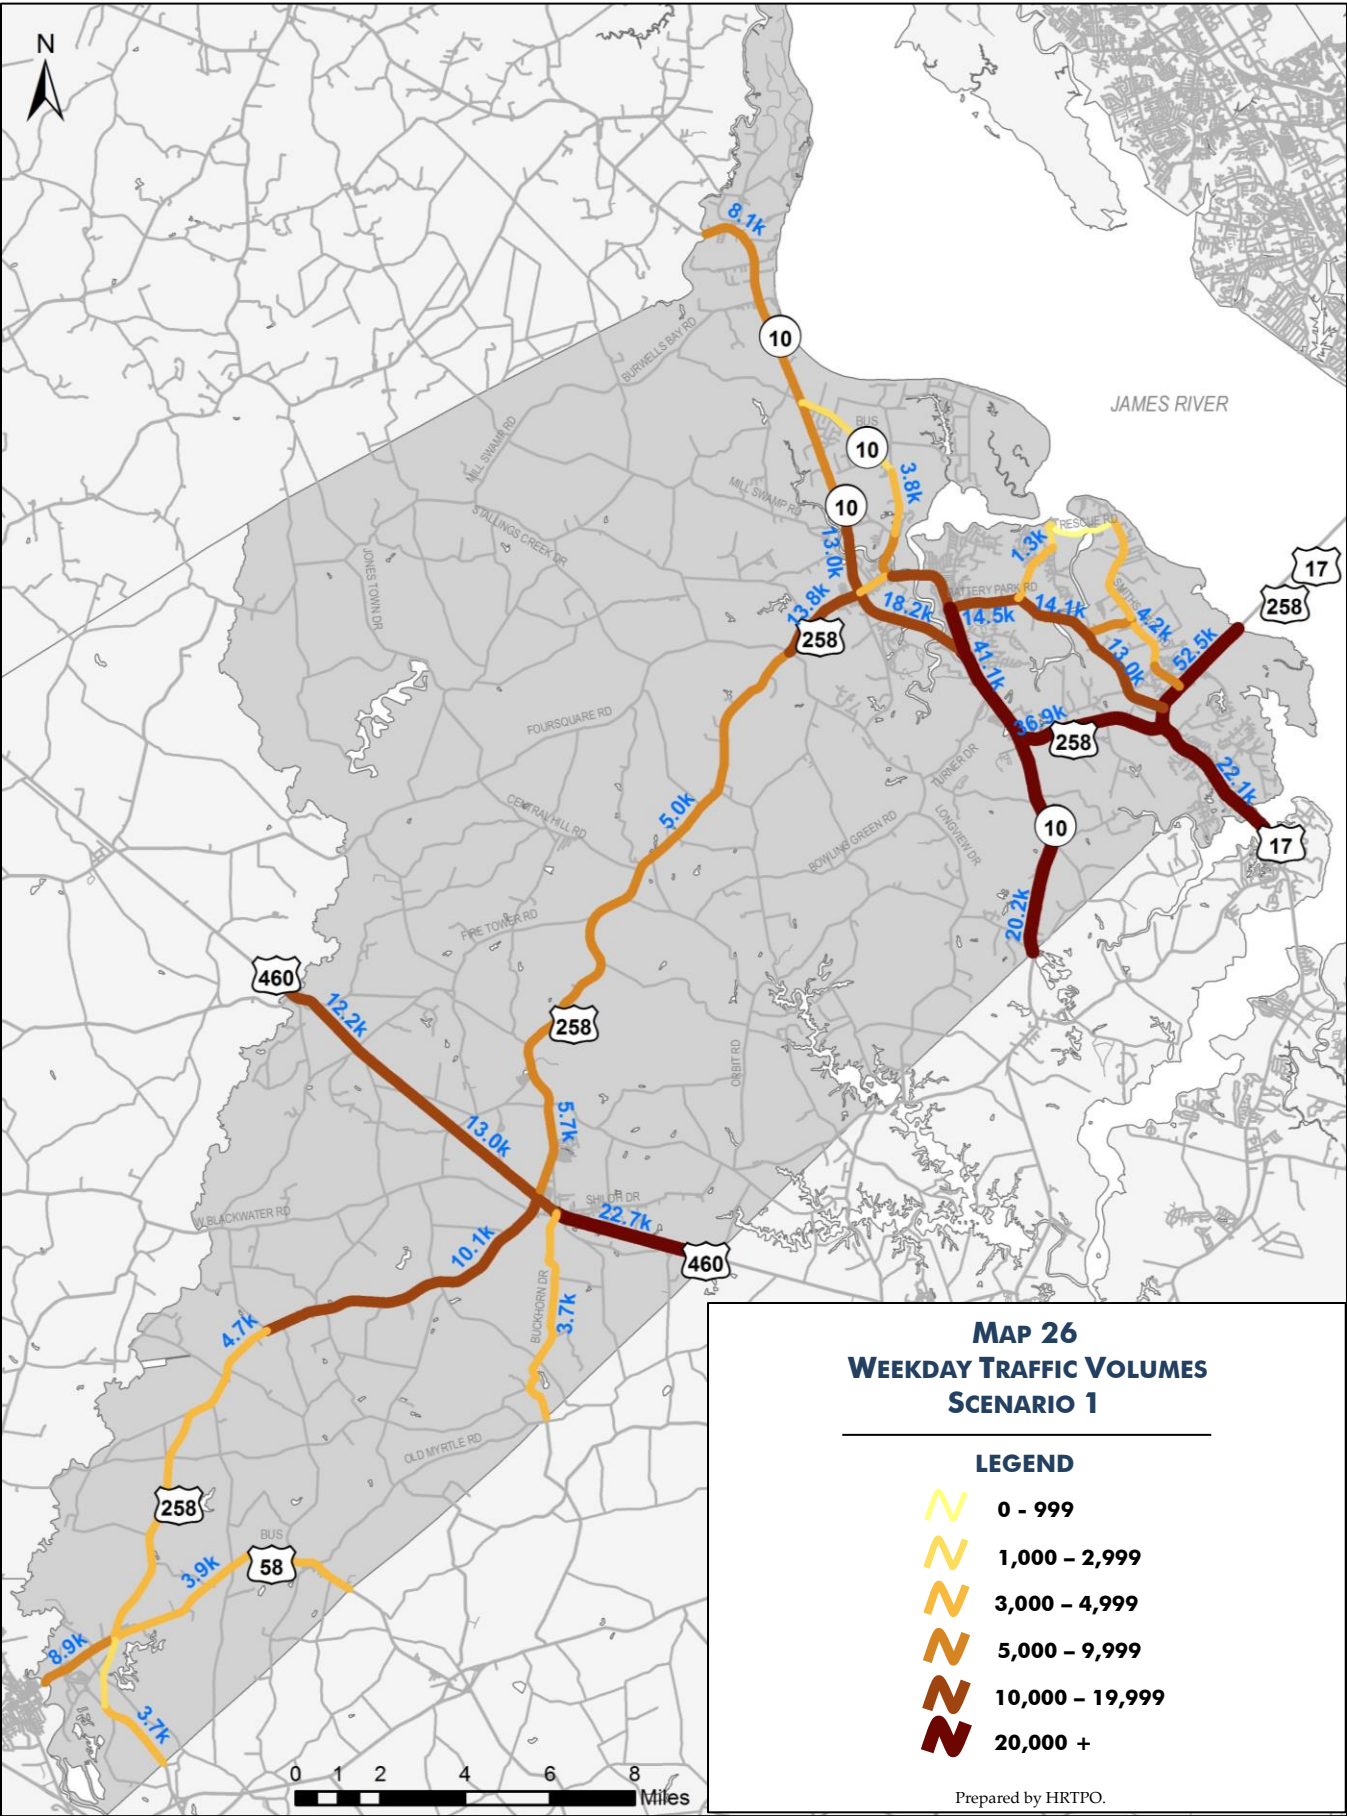 N
8.1k
10
BURWELLS BAY RD
JAMES RIVER
BUS
10
MILL SWAMP RD
3.8k
MILL SWAMP RD
10
STALLINGS CREEK DR
RESCUE RD
13.0k
1.3k
JONES TOWN DR
17
258
BATTERY PARK RD
SMITHS
18.2k
14.5k
14.1k
13.8k
4.2k
258
52.5k
13.0k
41.1k
FOURSQUARE RD
36.9k
258
TURNER DR
22.1k
5.0k
CENTRAL HILL RD
LONGVIEW DR
BOWLING GREEN RD
10
17
20.2k
FIRE TOWER RD
460
12.2k
258
ORBIT RD
5.7k
13.0k
SHILOH DR
W BLACKWATER RD
22.7k
10.1k
460
BUCKHORN DR
3.7k
4.7k
OLD MYRTLE RD
258
BUS
58
3.9k
8.9k
3.7k
0 1 2 4 6 8
Miles
MAP 26
WEEKDAY TRAFFIC VOLUMES
SCENARIO 1
LEGEND
0 - 999
1,000 – 2,999
3,000 – 4,999
5,000 – 9,999
10,000 – 19,999
20,000 +
Prepared by HRTPO.